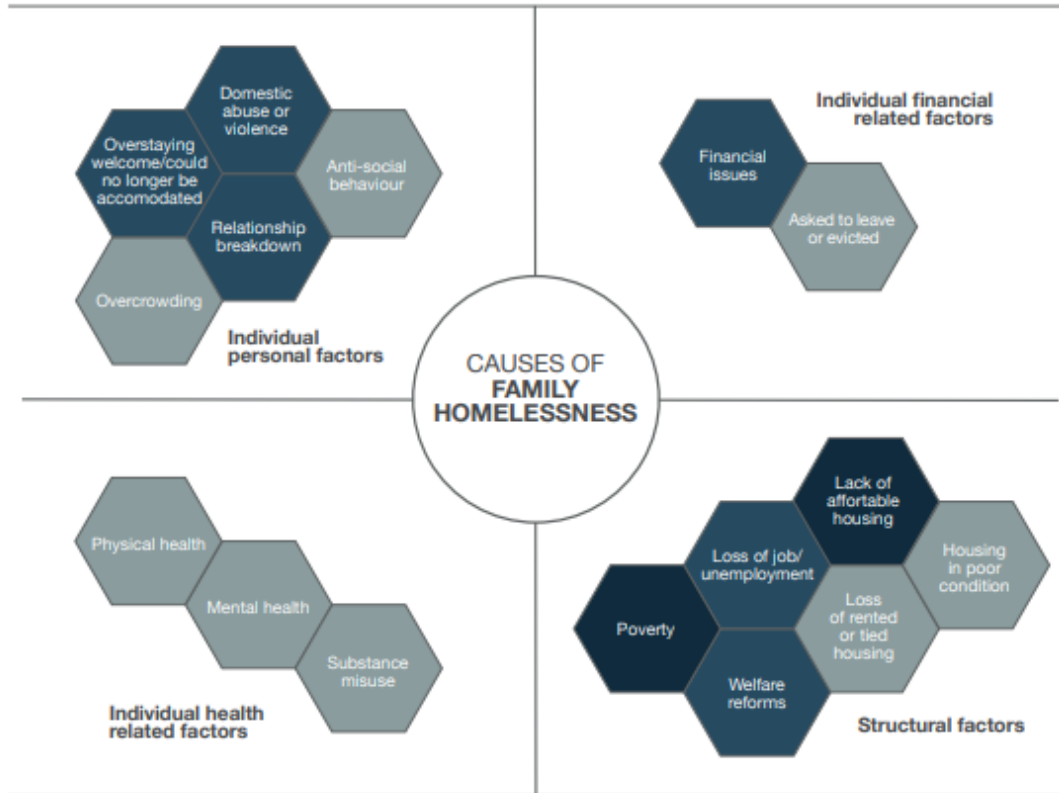 Domestic
abuse or
violence
Overstaying
welcome/could
no longer be
accomodated
Anti-social
behaviour
Relationship
breakdown
Overcrowding
Individual
personal factors
Individual financial
related factors
Financial
issues
Asked to leave
or evicted
CAUSES OF
FAMILY
HOMELESSNESS
Physical health
Mental health
Substance
misuse
Individual health
related factors
Lack of
affortable
housing
Loss of job/
unemployment
Housing
in poor
condition
Poverty
Loss
of rented
or tied
housing
Welfare
reforms
Structural factors